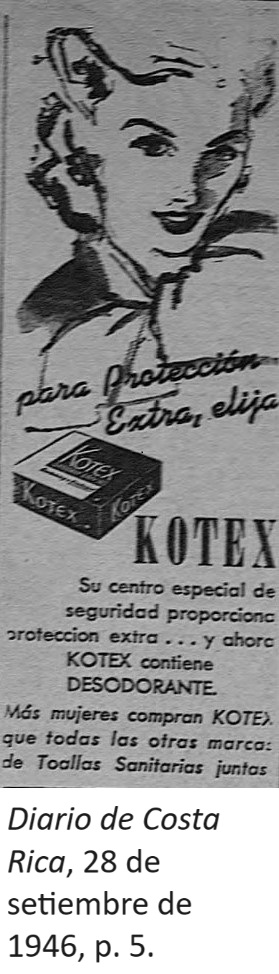 para Protección
Extra, elija
KOTEX
KOTEX
KOTEX
KOTEX
Su centro especial de
seguridad proporciona
proteccion extra . . . y ahora
KOTEX contiene
DESODORANTE.
Más mujeres compran KOTEX
que todas las otras marcas
de Toallas Sanitarias juntas
Diario de Costa
Rica, 28 de
setiembre de
1946, p. 5.